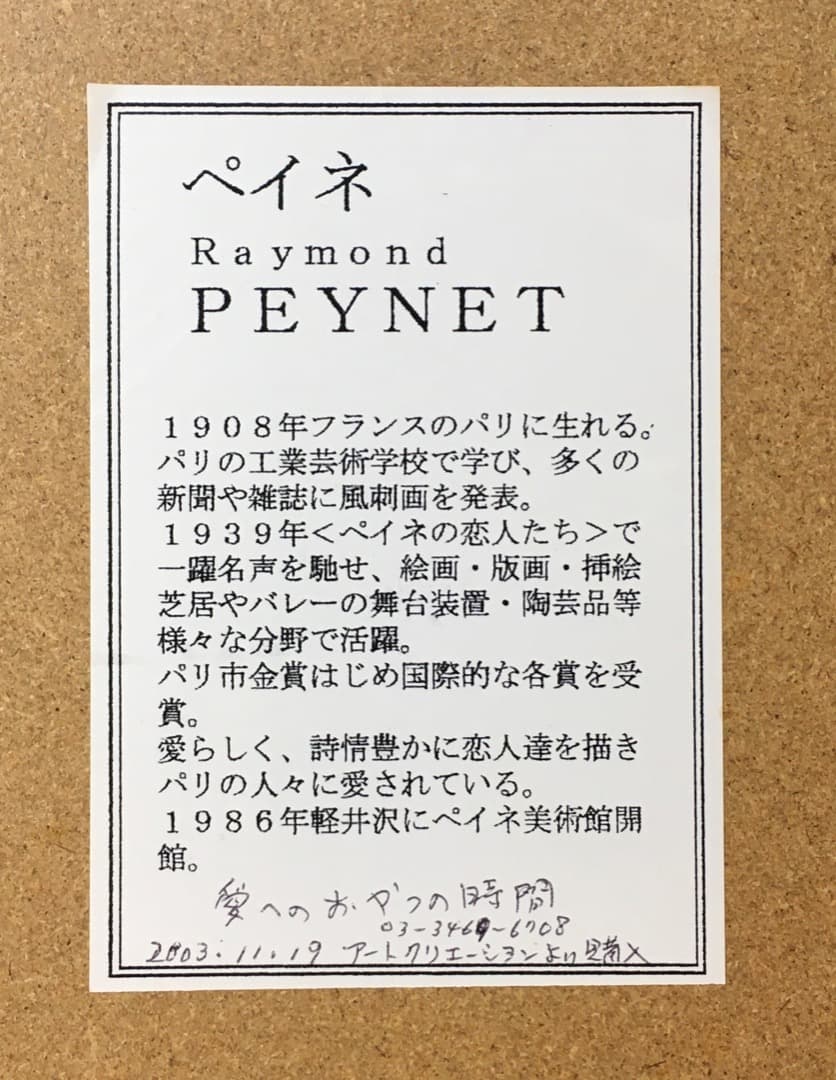 ペイネ
Raymond
PEYNET
1908年フランスのパリに生れる。
パリの工業芸術学校で学び、多くの
新聞や雑誌に風刺画を発表。
1939年<ペイネの恋人たち>で
一躍名声を馳せ、絵画・版画・挿絵
芝居やバレーの舞台装置・陶芸品等
様々な分野で活躍。
パリ市金賞はじめ国際的な各賞を受
賞。
愛らしく、詩情豊かに恋人達を描き
パリの人々に愛されている。
1986年軽井沢にペイネ美術館開
館。
愛へのおやつの時間
2003.11.19 アートクリエーションより購入